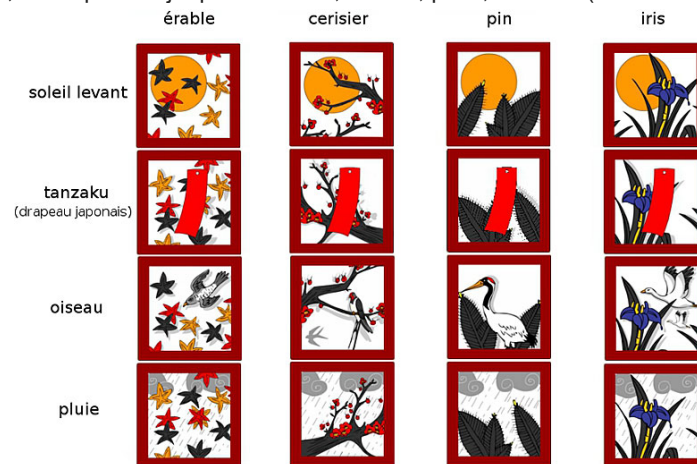 érable cerisier pin iris
soleil levant
tanzaku
(drapeau japonais)
oiseau
pluie